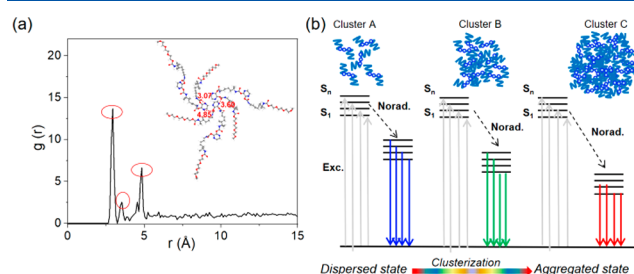 (a)
g (r)
20
15
10
5
0
3.07
3.60
4.85
0
5
10
15
r (Å)
(b)
Cluster A
Cluster B
Cluster C
Sn
S1
Norad.
Exc.
Sn
S1
Norad.
Sn
S1
Norad.
Dispersed state
Clusterization
Aggregated state